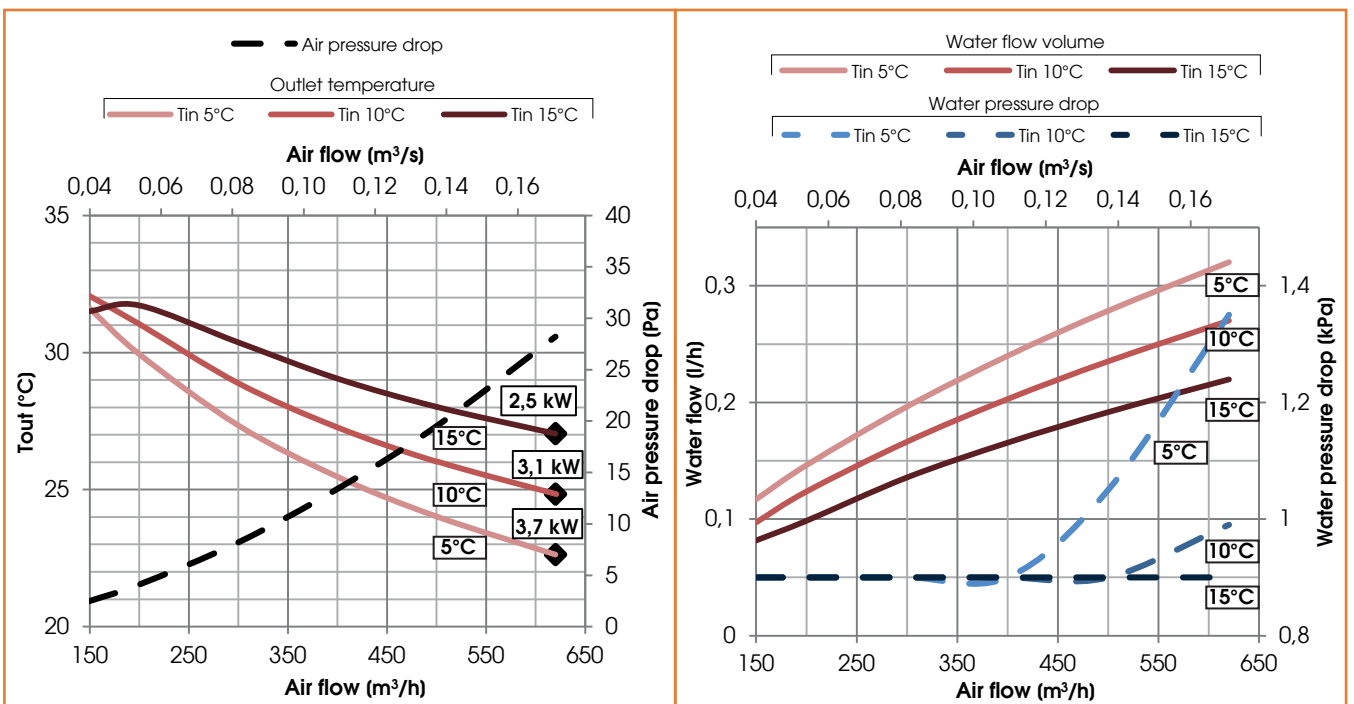 Air pressure drop
Outlet temperature
Tin 5°C Tin 10°C Tin 15°C
Air flow (m³/s)
0,04 0,06 0,08 0,10 0,12 0,14 0,16
35 40
35
30 30
25
2,5 kW
20
15°C
3,1 kW
15
25
10°C
3,7 kW
10
5°C
5
20 0
150 250 350 450 550 650
Air flow (m³/h)
Tout (°C)
Air pressure drop (Pa)
Water flow volume
Tin 5°C Tin 10°C Tin 15°C
Water pressure drop
Tin 5°C Tin 10°C Tin 15°C
Air flow (m³/s)
0,04 0,06 0,08 0,10 0,12 0,14 0,16
0,3 5°C 1,4
10°C
0,2 15°C 1,2
5°C
0,1 1
10°C
15°C
0 0,8
150 250 350 450 550 650
Air flow (m³/h)
Water flow (l/h)
Water pressure drop (kPa)